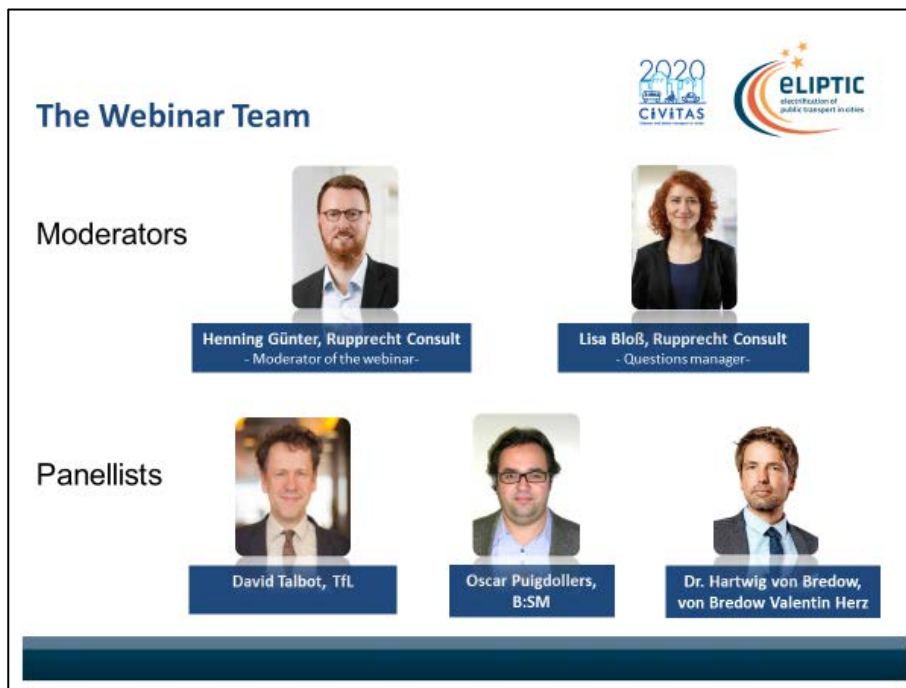 2020
CiViTAS
eLIPTIC
electrification of
public transport in cities
The Webinar Team
Moderators
Henning Günter, Rupprecht Consult
- Moderator of the webinar-
Lisa Bloß, Rupprecht Consult
- Questions manager-
Panellists
David Talbot, TfL
Oscar Puigdollers,
B:SM
Dr. Hartwig von Bredow,
von Bredow Valentin Herz